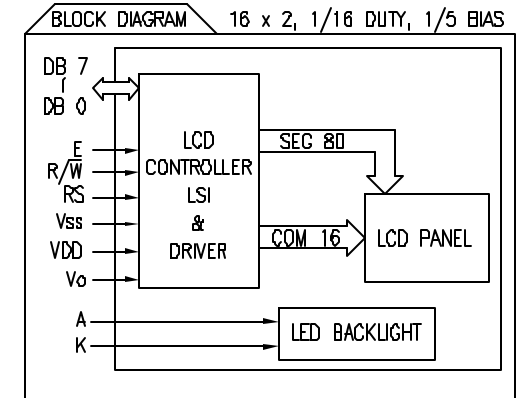 BLOCK DIAGRAM 16 x 2, 1/16 DUTY, 1/5 BIAS
DB 7
DB 0
E
R/W̅
RS
Vss
VDD
Vo
A
K
LCD
CONTROLLER
LSI
&
DRIVER
SEG 80
COM 16
LCD PANEL
LED BACKLIGHT